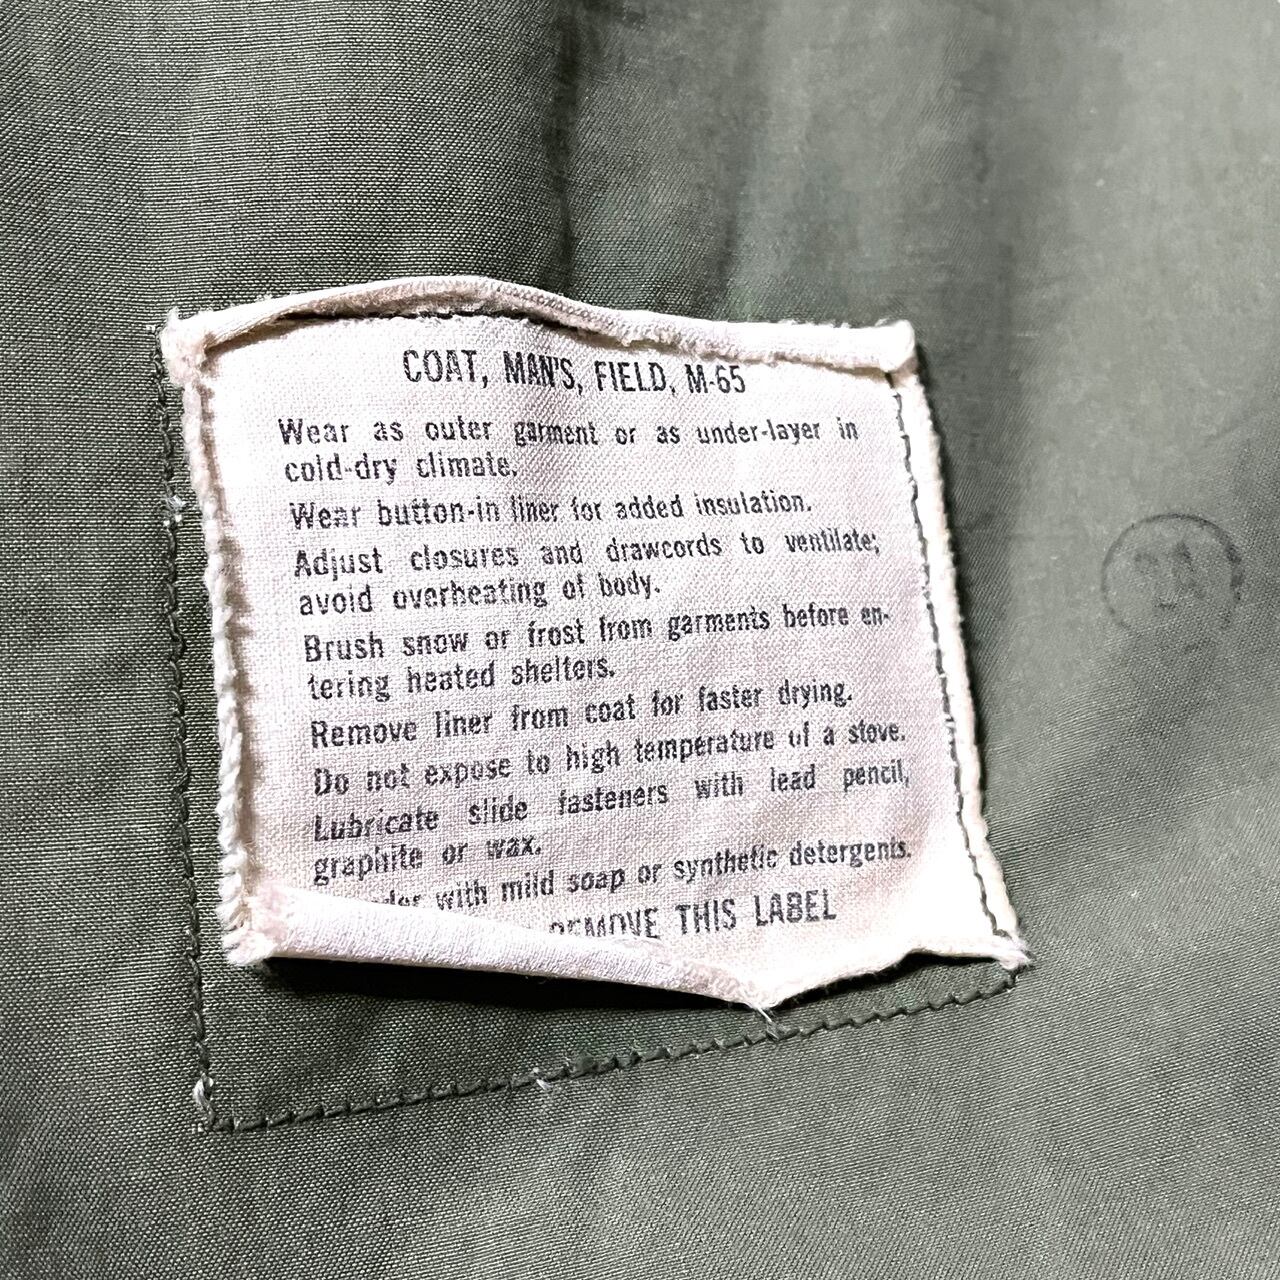 COAT, MAN'S, FIELD, M-65
Wear as outer garment or as under-layer in
cold-dry climate.
Wear button-in liner for added insulation.
Adjust closures and drawcords to ventilate;
avoid overheating of body.
Brush snow or frost from garments before en-
tering heated shelters.
Remove liner from coat for faster drying.
Do not expose to high temperature of a stove.
Lubricate slide fasteners with lead pencil,
graphite or wax.
with mild soap or synthetic detergents.
REMOVE THIS LABEL